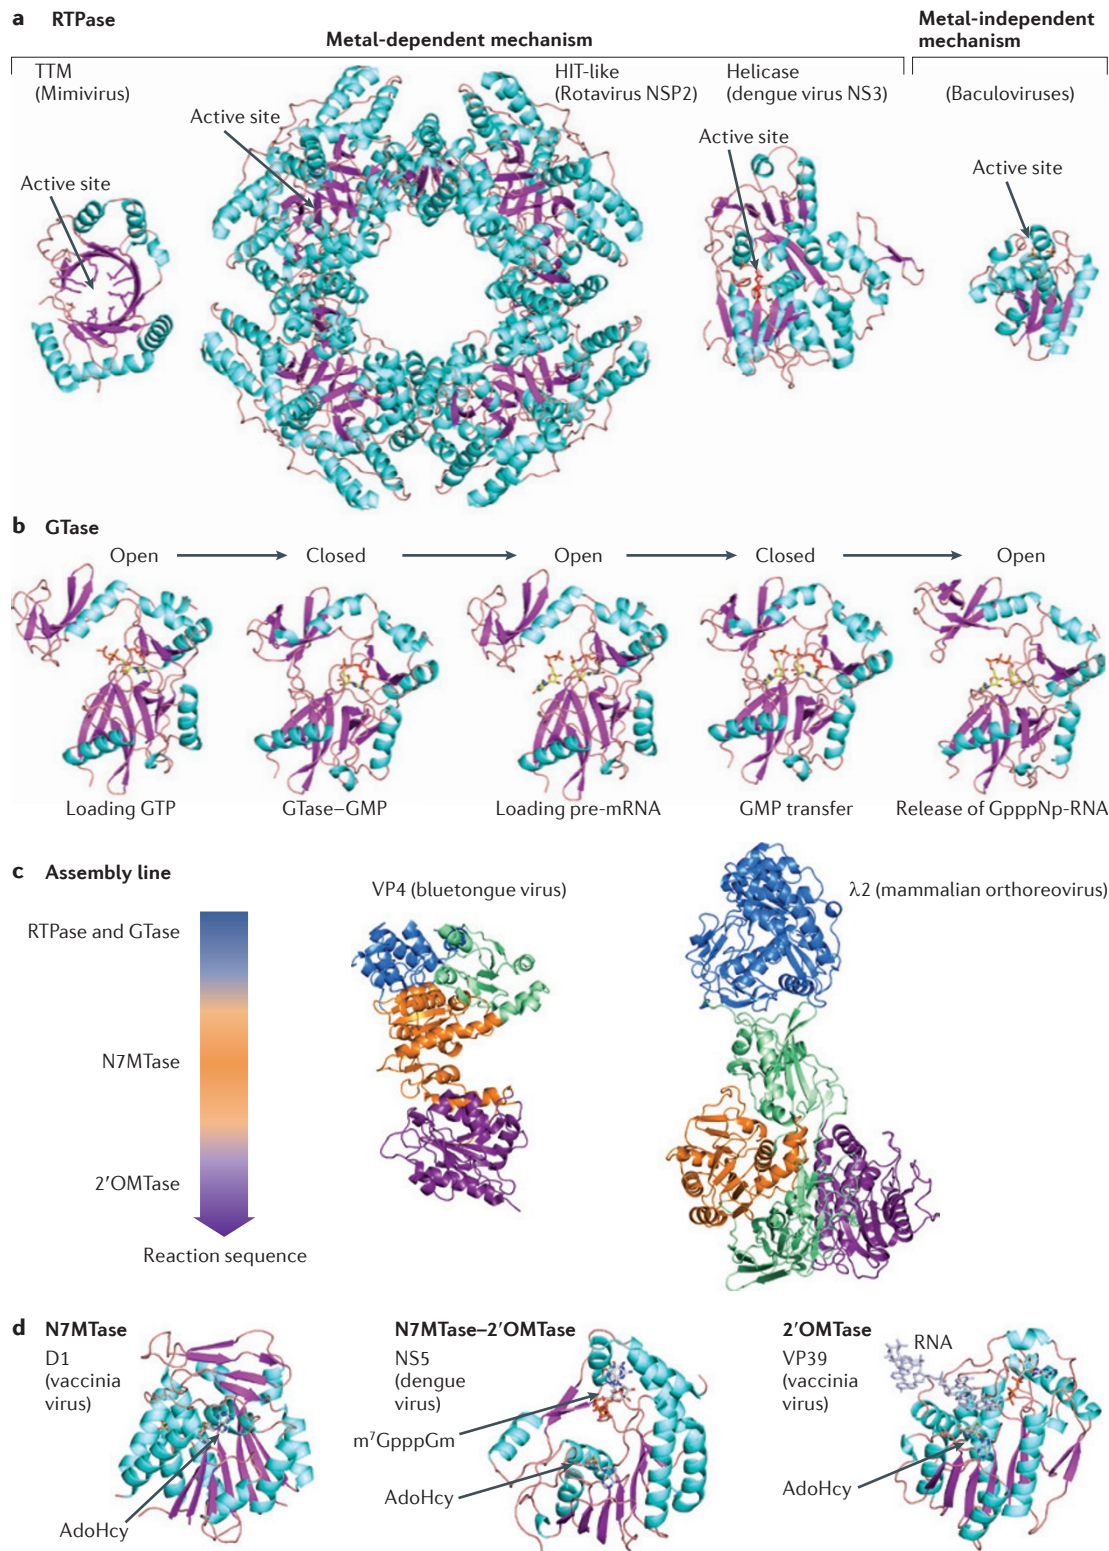 a RTPase
Metal-dependent mechanism
Metal-independent
mechanism
TTM
(Mimivirus)
HIT-like
(Rotavirus NSP2)
Helicase
(dengue virus NS3)
(Baculoviruses)
Active site
Active site
Active site
Active site
b GTase
Open
Closed
Open
Closed
Open
Loading GTP
GTase–GMP
Loading pre-mRNA
GMP transfer
Release of GpppNp-RNA
c Assembly line
VP4 (bluetongue virus)
λ2 (mammalian orthoreovirus)
RTPase and GTase
N7MTase
2′OMTase
Reaction sequence
d N7MTase
D1
(vaccinia
virus)
AdoHcy
N7MTase–2′OMTase
NS5
(dengue
virus)
m⁷GpppGm
AdoHcy
2′OMTase
VP39
(vaccinia
virus)
RNA
AdoHcy